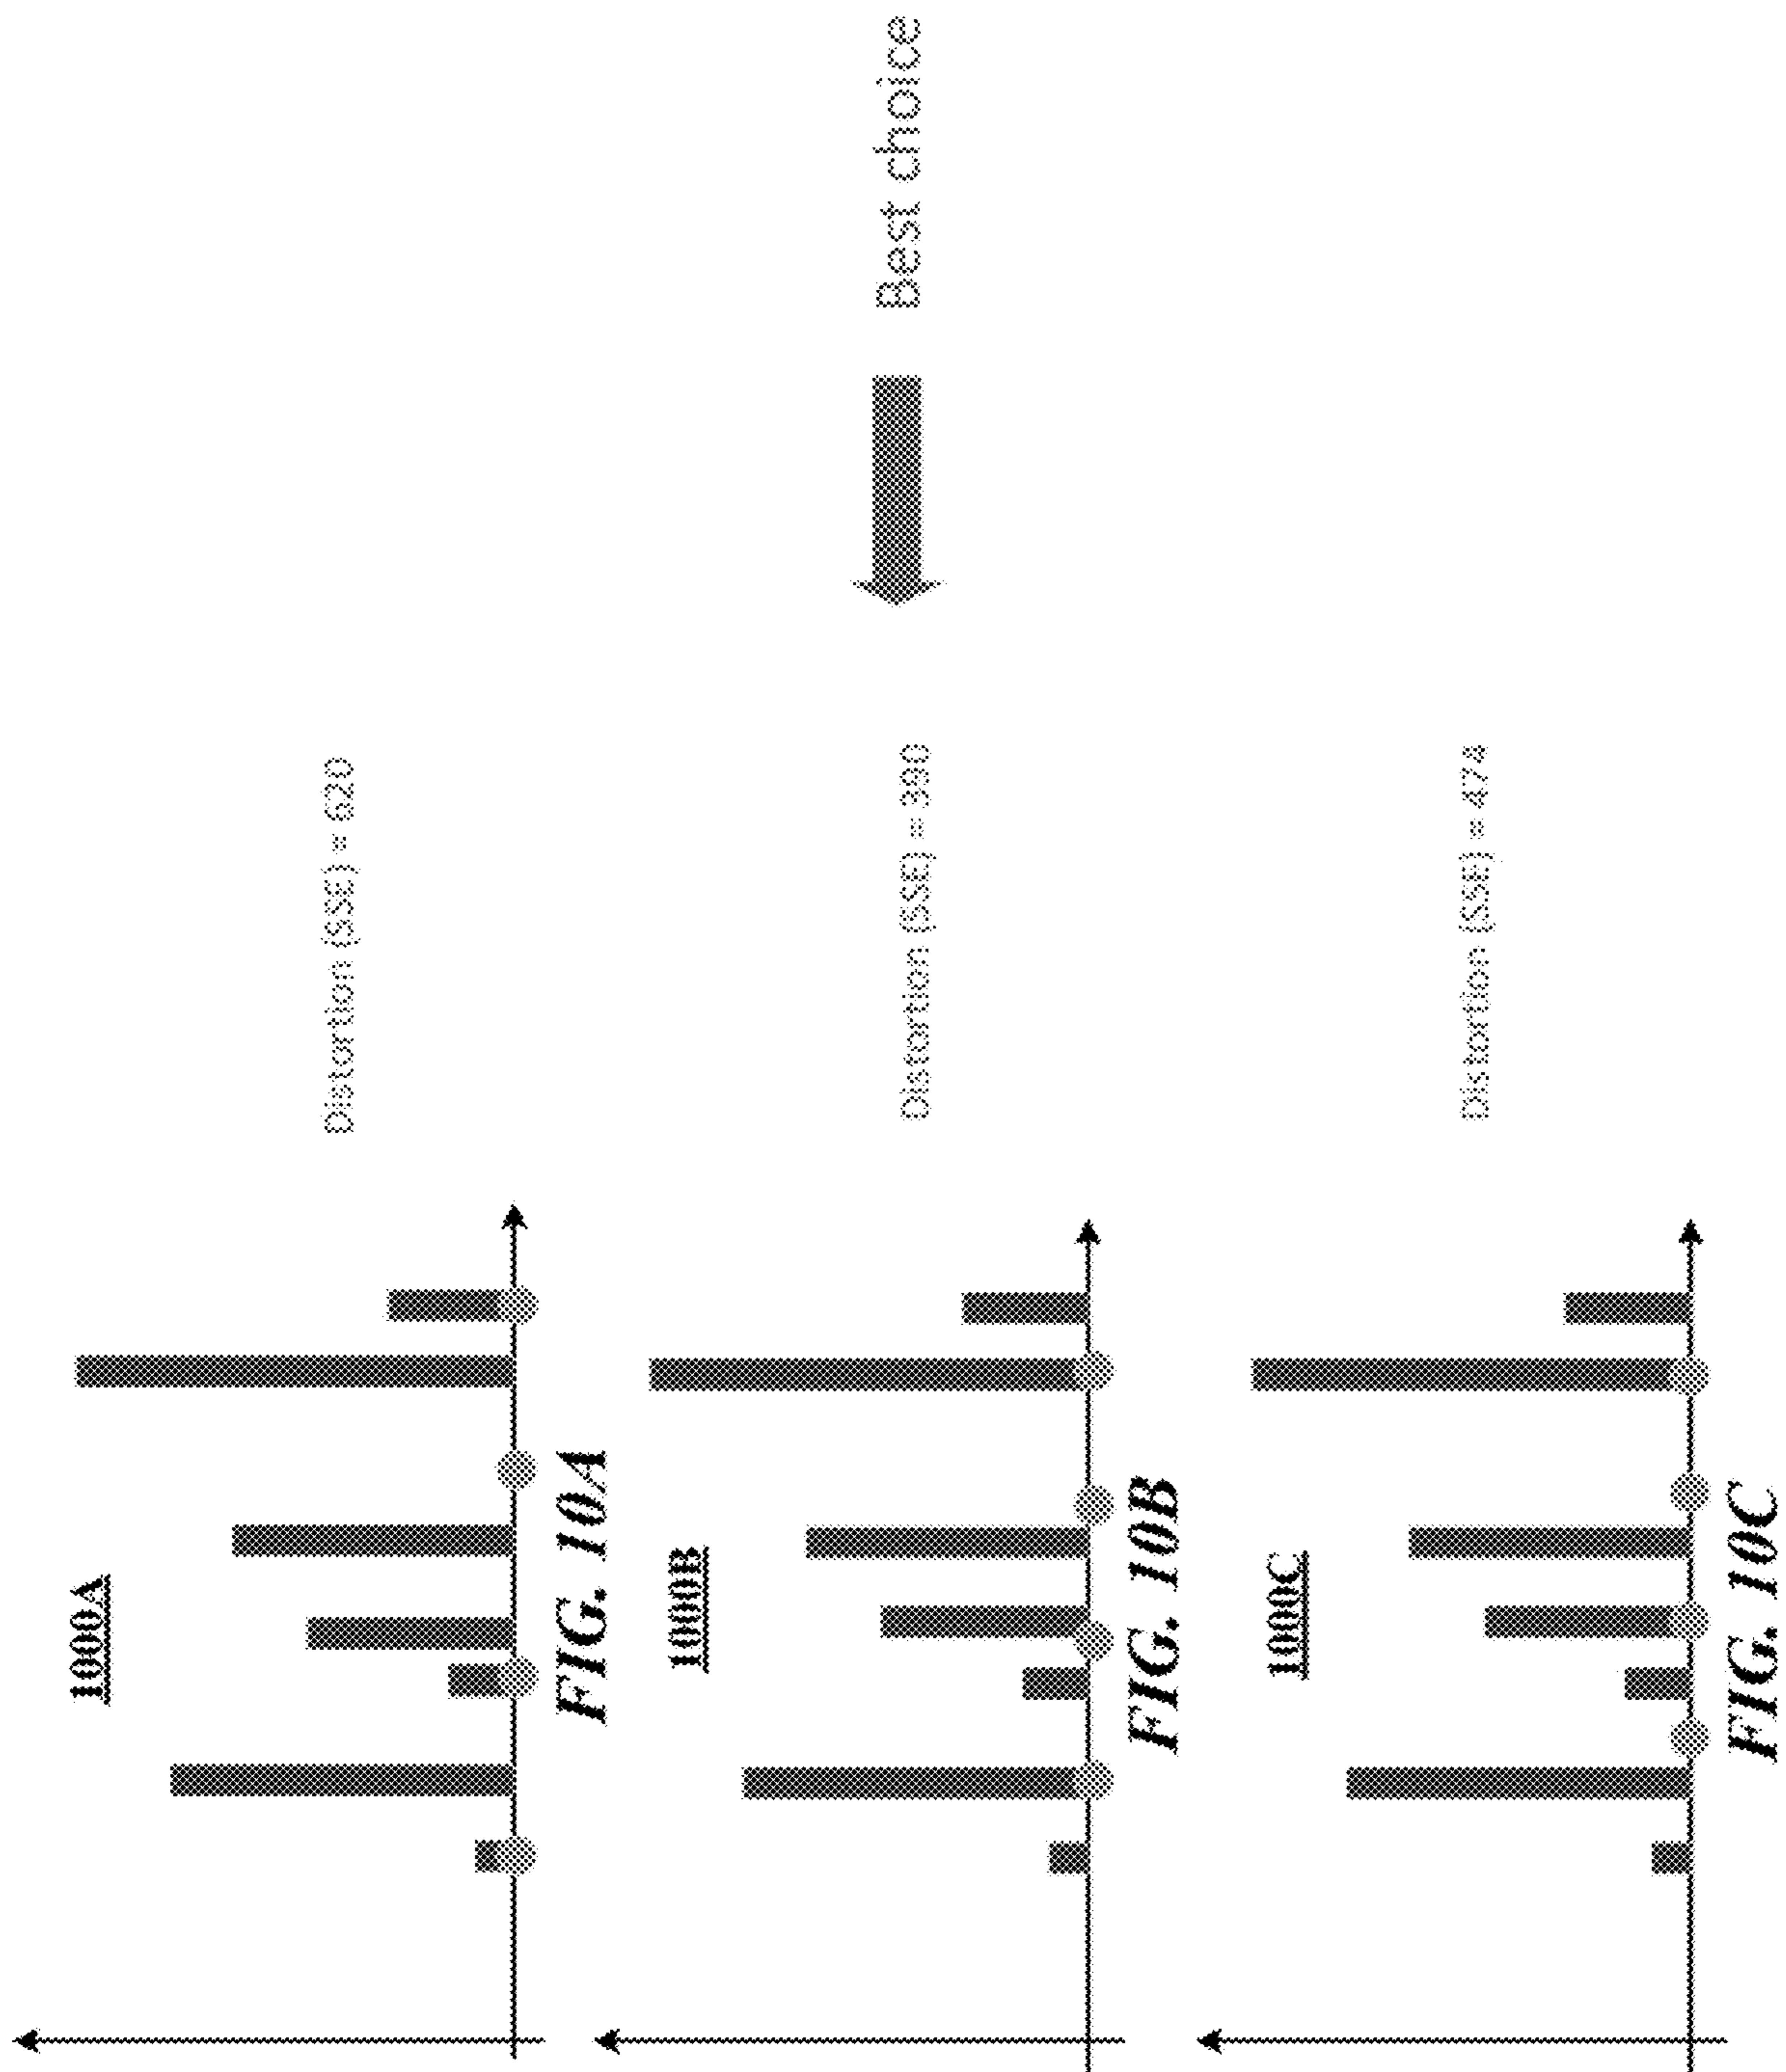 1000A
Distortion (SSE) = 620
FIG. 10A
1000B
Distortion (SSE) = 390
Best choice
FIG. 10B
1000C
Distortion (SSE) = 474
FIG. 10C